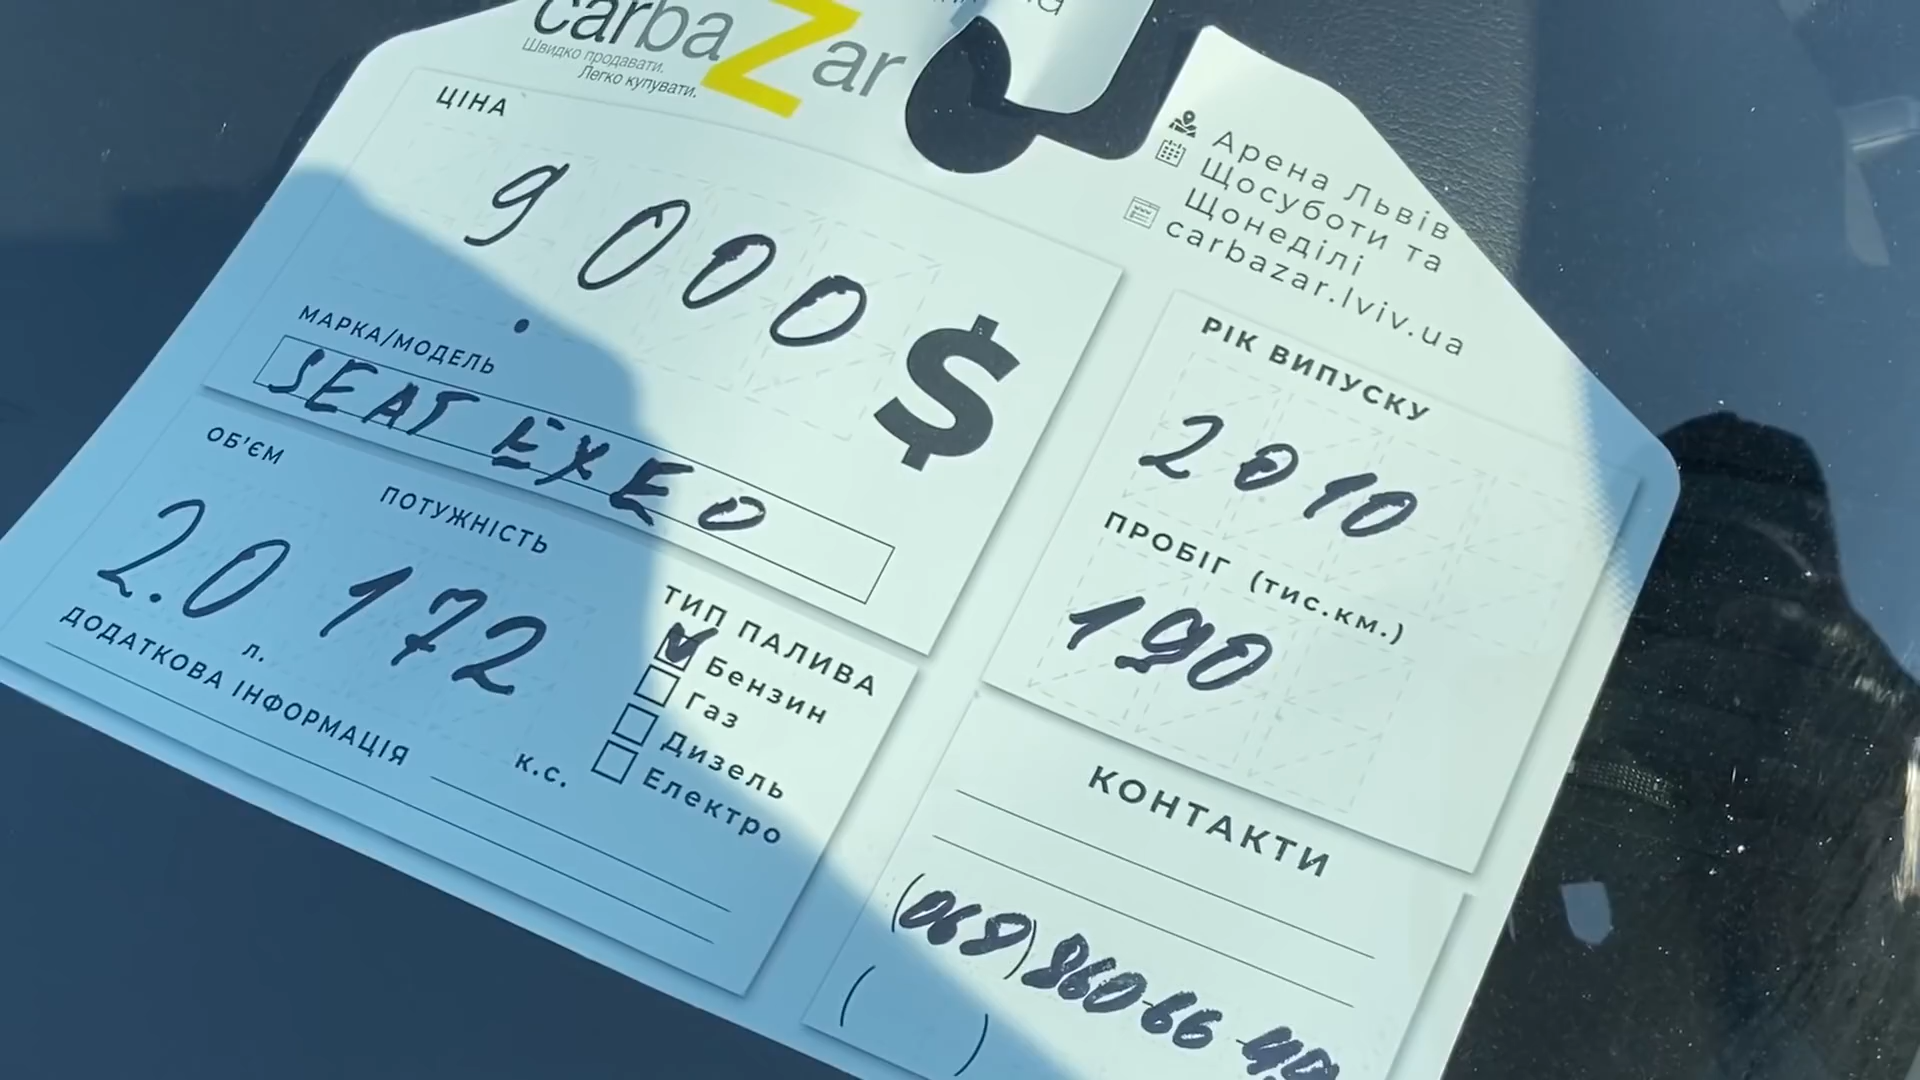 carbaZar
Швидко продавати.
Легко купувати.
ЦІНА
9.000 $
МАРКА/МОДЕЛЬ
SEAT EXEO
ОБ'ЄМ
ПОТУЖНІСТЬ
2.0 л.
172 к.с.
ТИП ПАЛИВА
Бензин
Газ
Дизель
Електро
ДОДАТКОВА ІНФОРМАЦІЯ
Арена Львів
Щосуботи та
Щонеділі
carbazar.lviv.ua
РІК ВИПУСКУ
2010
ПРОБІГ (тис.км.)
190
КОНТАКТИ
(068) 860-66-
( )